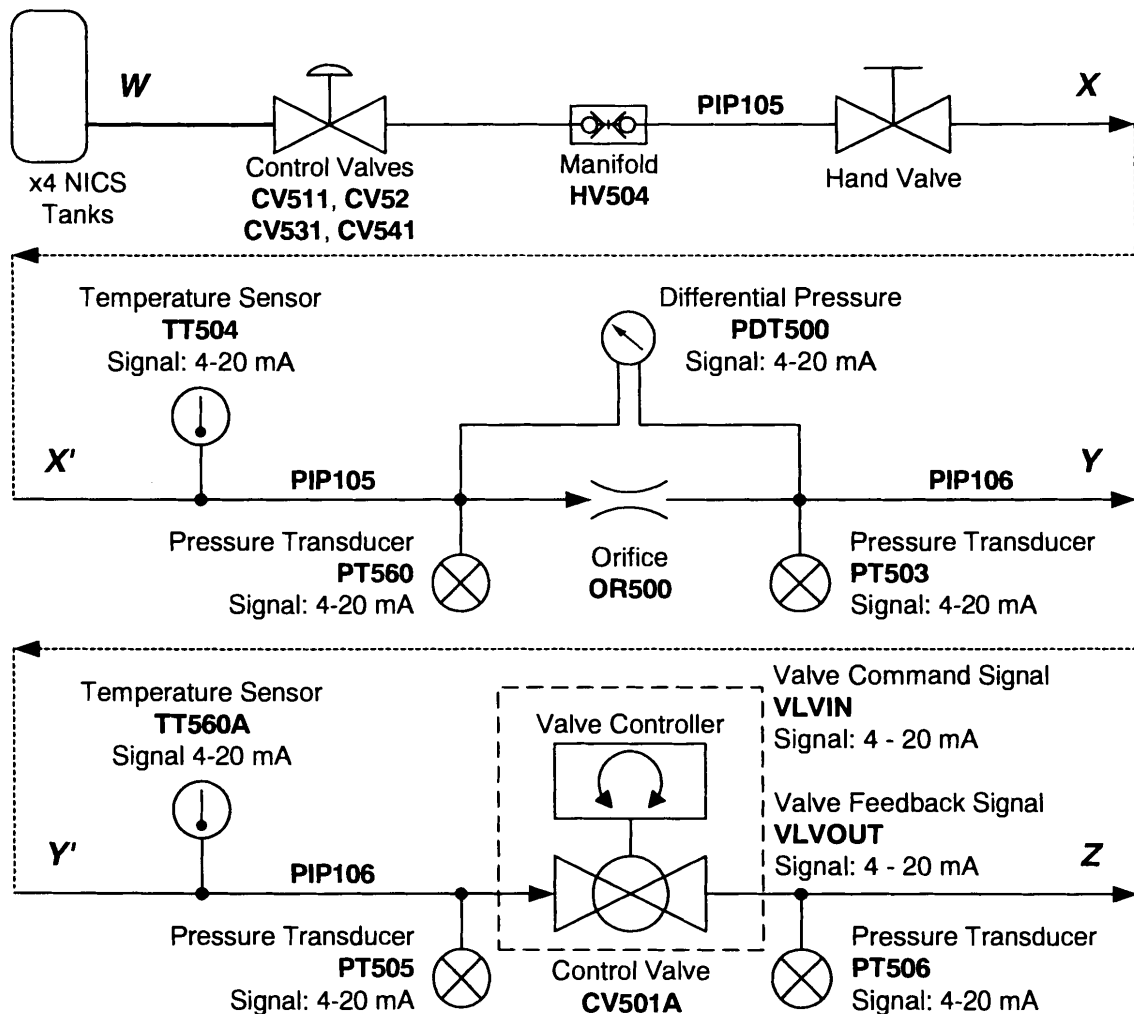 W
x4 NICS
Tanks
Control Valves
CV511, CV52
CV531, CV541
Manifold
HV504
PIP105
Hand Valve
X
Temperature Sensor
TT504
Signal: 4-20 mA
Differential Pressure
PDT500
Signal: 4-20 mA
X'
PIP105
PIP106
Y
Pressure Transducer
PT560
Signal: 4-20 mA
Orifice
OR500
Pressure Transducer
PT503
Signal: 4-20 mA
Temperature Sensor
TT560A
Signal 4-20 mA
Valve Controller
Valve Command Signal
VLVIN
Signal: 4 - 20 mA
Valve Feedback Signal
VLVOUT
Signal: 4 - 20 mA
Y'
PIP106
Z
Pressure Transducer
PT505
Signal: 4-20 mA
Control Valve
CV501A
Pressure Transducer
PT506
Signal: 4-20 mA